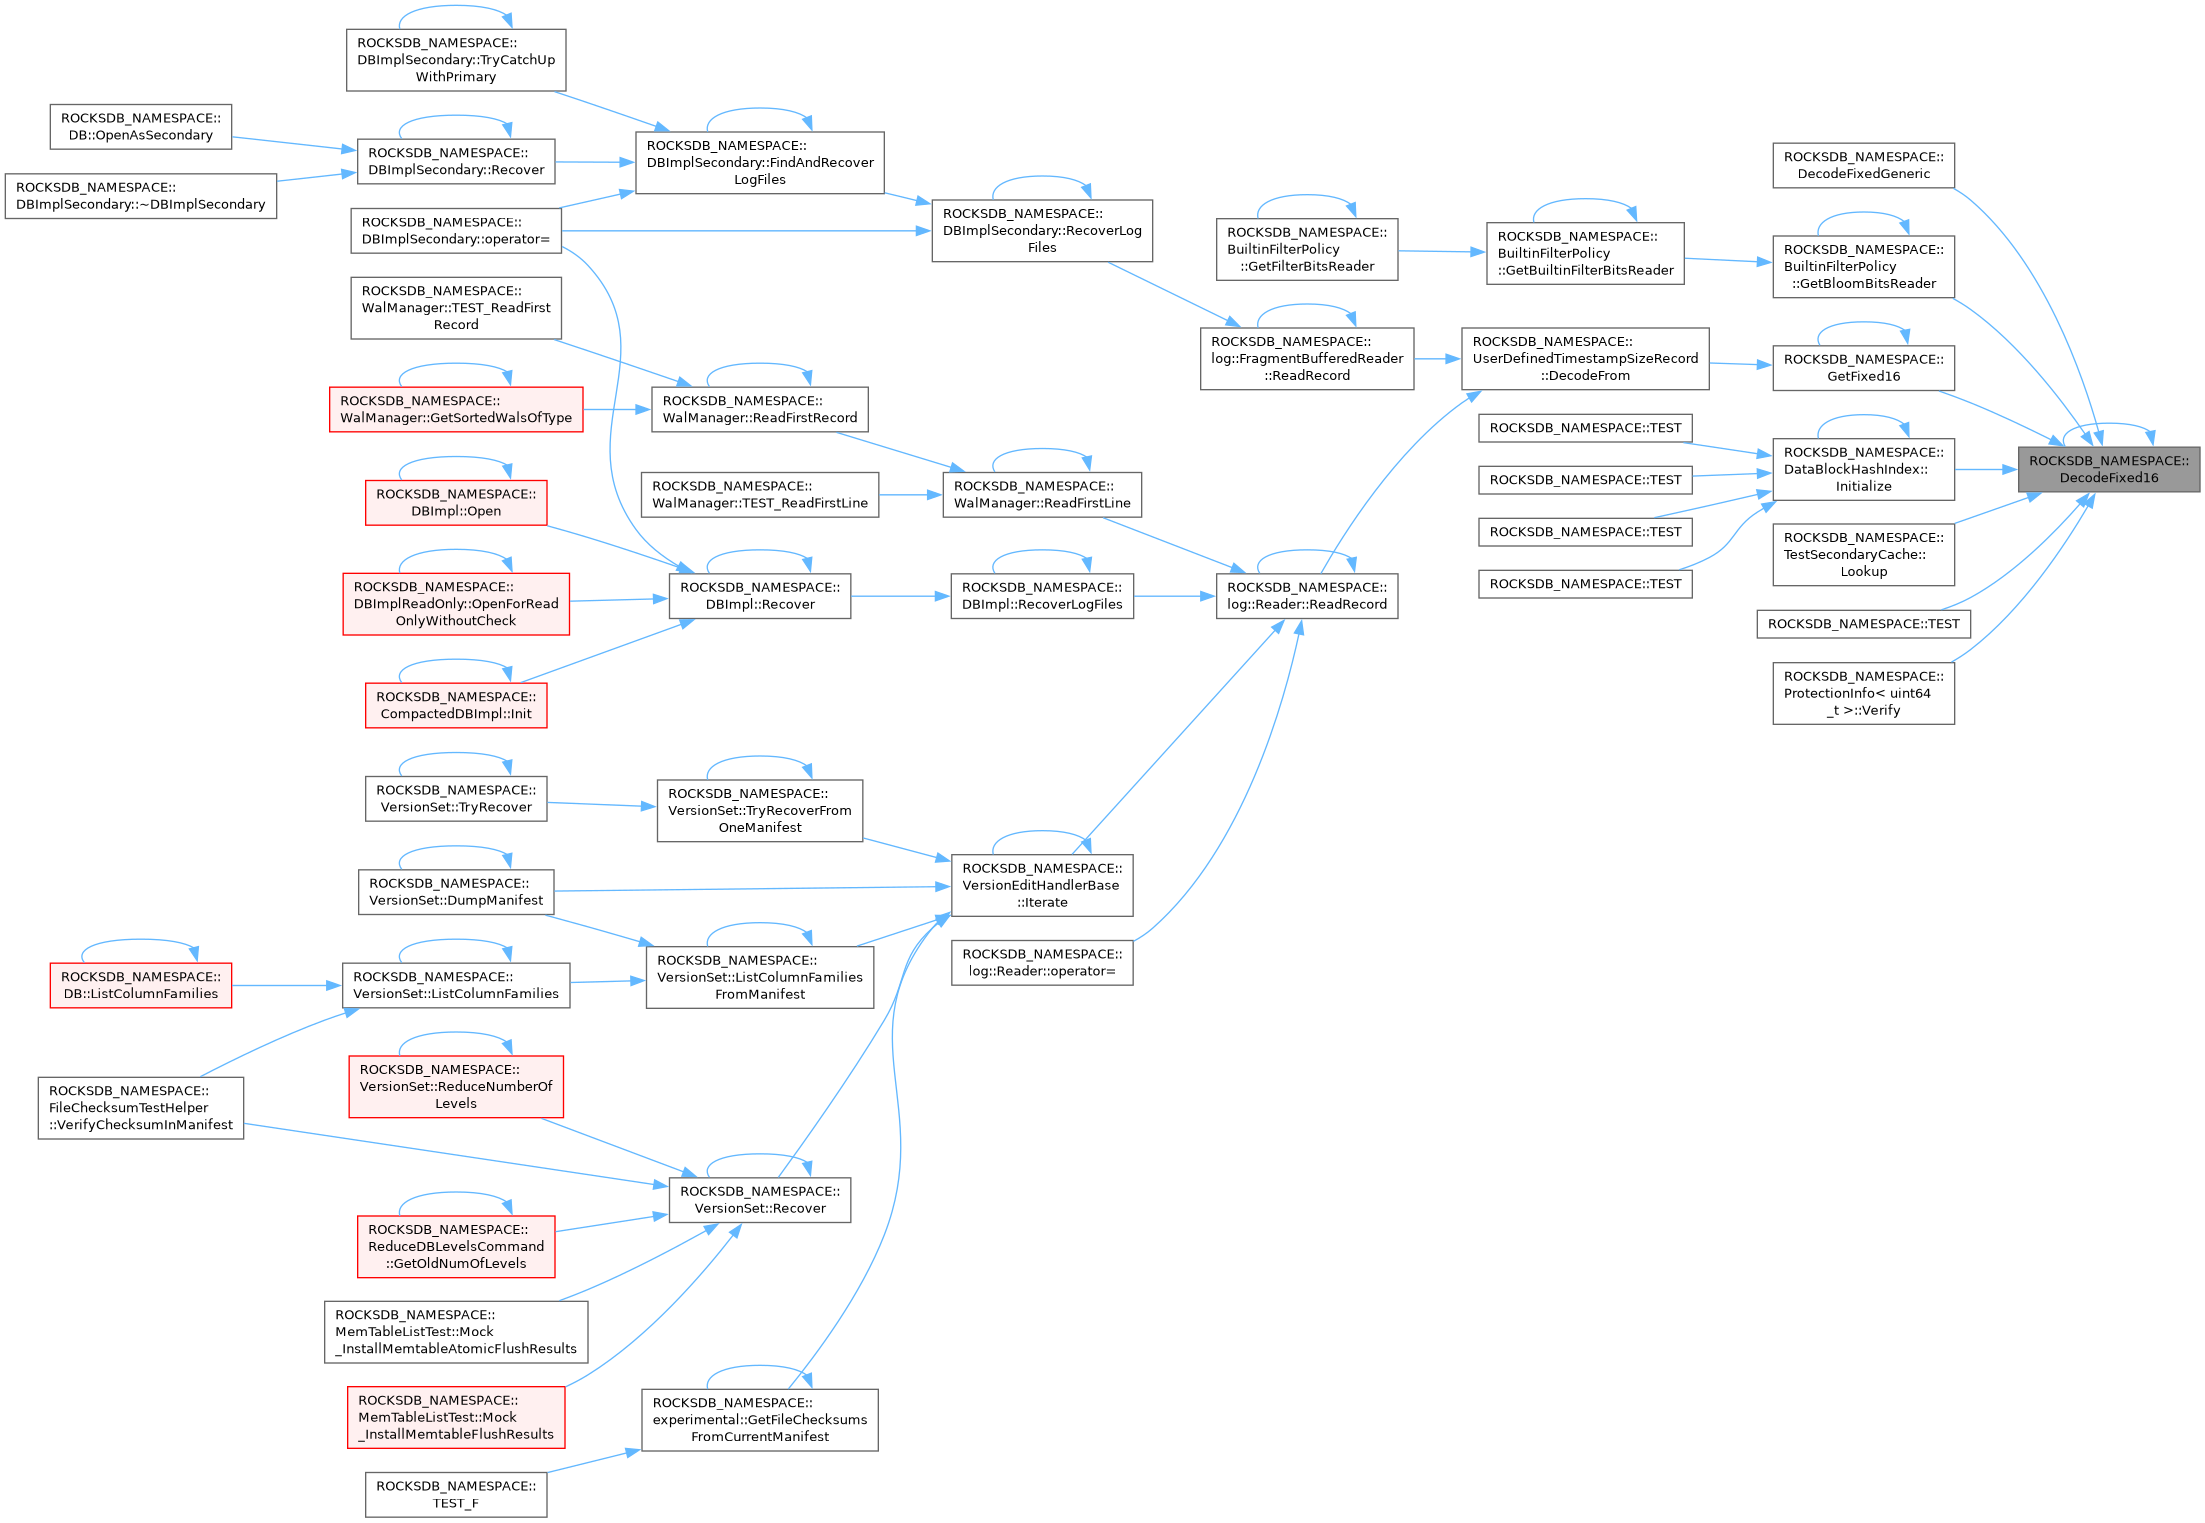 ROCKSDB_NAMESPACE::
DBImplSecondary::TryCatchUp
WithPrimary
ROCKSDB_NAMESPACE::
DB::OpenAsSecondary
ROCKSDB_NAMESPACE::
DBImplSecondary::Recover
ROCKSDB_NAMESPACE::
DBImplSecondary::~DBImplSecondary
ROCKSDB_NAMESPACE::
DBImplSecondary::operator=
ROCKSDB_NAMESPACE::
DBImplSecondary::FindAndRecover
LogFiles
ROCKSDB_NAMESPACE::
DBImplSecondary::RecoverLog
Files
ROCKSDB_NAMESPACE::
BuiltinFilterPolicy
::GetFilterBitsReader
ROCKSDB_NAMESPACE::
BuiltinFilterPolicy
::GetBuiltinFilterBitsReader
ROCKSDB_NAMESPACE::
DecodeFixedGeneric
ROCKSDB_NAMESPACE::
BuiltinFilterPolicy
::GetBloomBitsReader
ROCKSDB_NAMESPACE::
WalManager::TEST_ReadFirst
Record
ROCKSDB_NAMESPACE::
log::FragmentBufferedReader
::ReadRecord
ROCKSDB_NAMESPACE::
UserDefinedTimestampSizeRecord
::DecodeFrom
ROCKSDB_NAMESPACE::
GetFixed16
ROCKSDB_NAMESPACE::
WalManager::GetSortedWalsOfType
ROCKSDB_NAMESPACE::
WalManager::ReadFirstRecord
ROCKSDB_NAMESPACE::TEST
ROCKSDB_NAMESPACE::TEST
ROCKSDB_NAMESPACE::TEST
ROCKSDB_NAMESPACE::TEST
ROCKSDB_NAMESPACE::
DataBlockHashIndex::
Initialize
ROCKSDB_NAMESPACE::
DecodeFixed16
ROCKSDB_NAMESPACE::
DBImpl::Open
ROCKSDB_NAMESPACE::
WalManager::TEST_ReadFirstLine
ROCKSDB_NAMESPACE::
WalManager::ReadFirstLine
ROCKSDB_NAMESPACE::
TestSecondaryCache::
Lookup
ROCKSDB_NAMESPACE::
DBImplReadOnly::OpenForRead
OnlyWithoutCheck
ROCKSDB_NAMESPACE::
DBImpl::Recover
ROCKSDB_NAMESPACE::
DBImpl::RecoverLogFiles
ROCKSDB_NAMESPACE::
log::Reader::ReadRecord
ROCKSDB_NAMESPACE::TEST
ROCKSDB_NAMESPACE::
ProtectionInfo< uint64
_t >::Verify
ROCKSDB_NAMESPACE::
CompactedDBImpl::Init
ROCKSDB_NAMESPACE::
VersionSet::TryRecover
ROCKSDB_NAMESPACE::
VersionSet::TryRecoverFrom
OneManifest
ROCKSDB_NAMESPACE::
VersionSet::DumpManifest
ROCKSDB_NAMESPACE::
VersionEditHandlerBase
::Iterate
ROCKSDB_NAMESPACE::
DB::ListColumnFamilies
ROCKSDB_NAMESPACE::
VersionSet::ListColumnFamilies
ROCKSDB_NAMESPACE::
VersionSet::ListColumnFamilies
FromManifest
ROCKSDB_NAMESPACE::
log::Reader::operator=
ROCKSDB_NAMESPACE::
VersionSet::ReduceNumberOf
Levels
ROCKSDB_NAMESPACE::
FileChecksumTestHelper
::VerifyChecksumInManifest
ROCKSDB_NAMESPACE::
VersionSet::Recover
ROCKSDB_NAMESPACE::
ReduceDBLevelsCommand
::GetOldNumOfLevels
ROCKSDB_NAMESPACE::
MemTableListTest::Mock
_InstallMemtableAtomicFlushResults
ROCKSDB_NAMESPACE::
MemTableListTest::Mock
_InstallMemtableFlushResults
ROCKSDB_NAMESPACE::
experimental::GetFileChecksums
FromCurrentManifest
ROCKSDB_NAMESPACE::
TEST_F